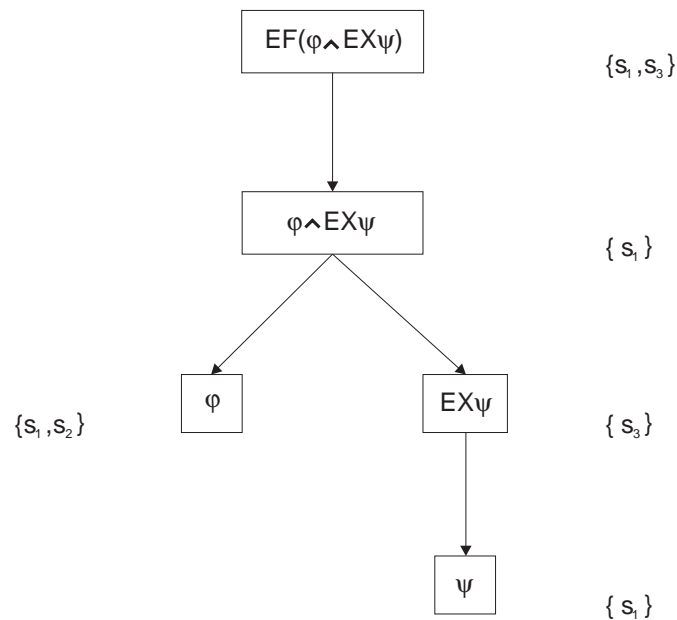 EF(φ∧EXψ)
{s₁,s₃}
φ∧EXψ
{ s₁}
φ
EXψ
{s₁,s₂}
{ s₃}
ψ
{ s₁}